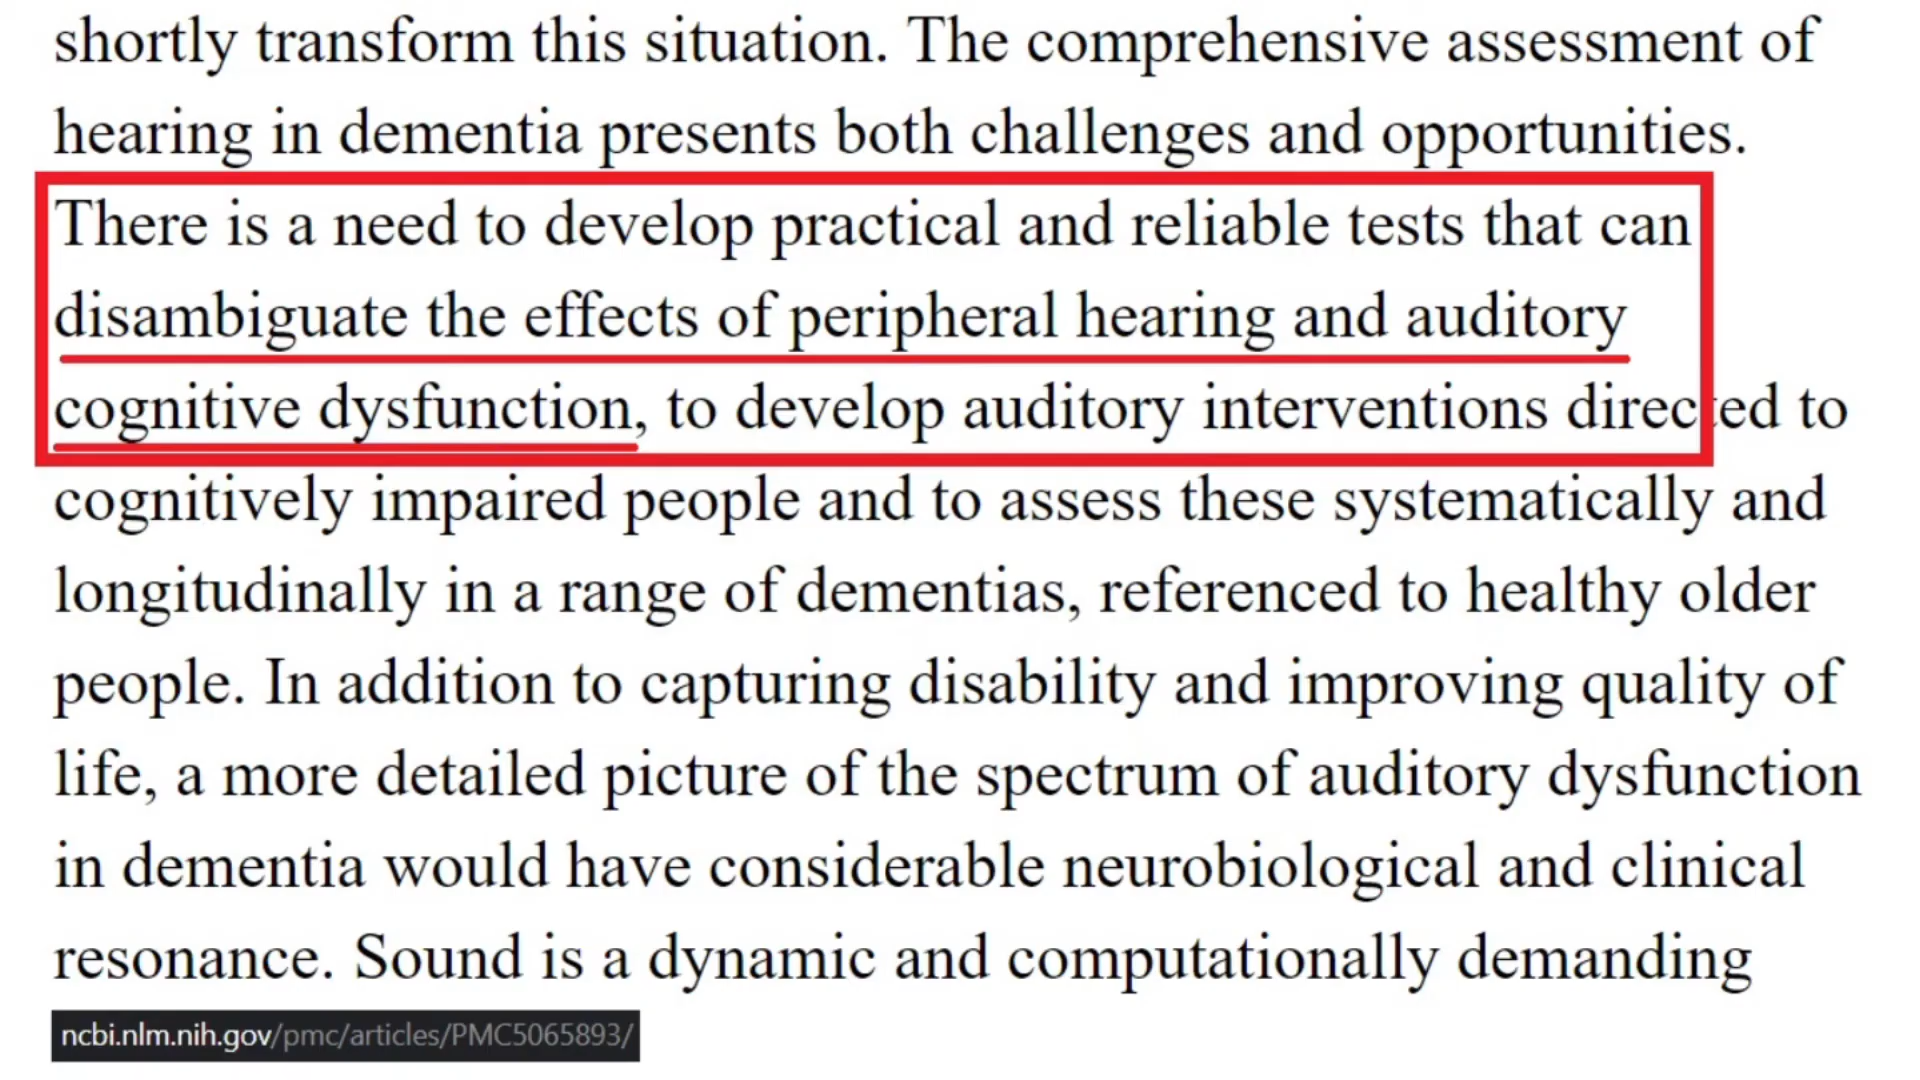 shortly transform this situation. The comprehensive assessment of
hearing in dementia presents both challenges and opportunities.
There is a need to develop practical and reliable tests that can
disambiguate the effects of peripheral hearing and auditory
cognitive dysfunction, to develop auditory interventions directed to
cognitively impaired people and to assess these systematically and
longitudinally in a range of dementias, referenced to healthy older
people. In addition to capturing disability and improving quality of
life, a more detailed picture of the spectrum of auditory dysfunction
in dementia would have considerable neurobiological and clinical
resonance. Sound is a dynamic and computationally demanding
ncbi.nlm.nih.gov/pmc/articles/PMC5065893/